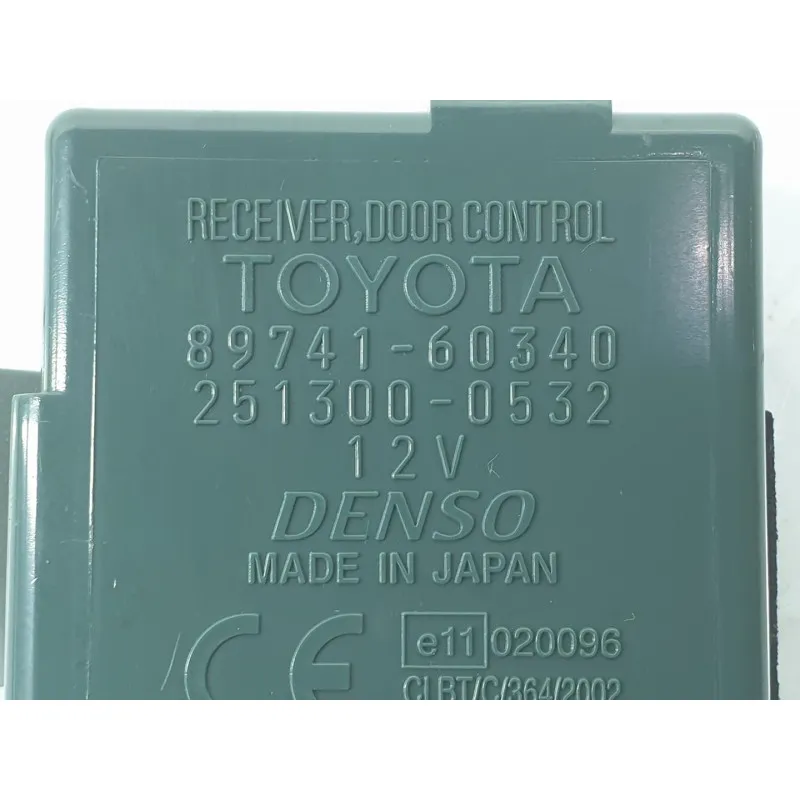 RECEIVER, DOOR CONTROL
TOYOTA
89741-60340
251300-0532
12V
DENSO
MADE IN JAPAN
CE e11 020096
CLBT/C/364/2002